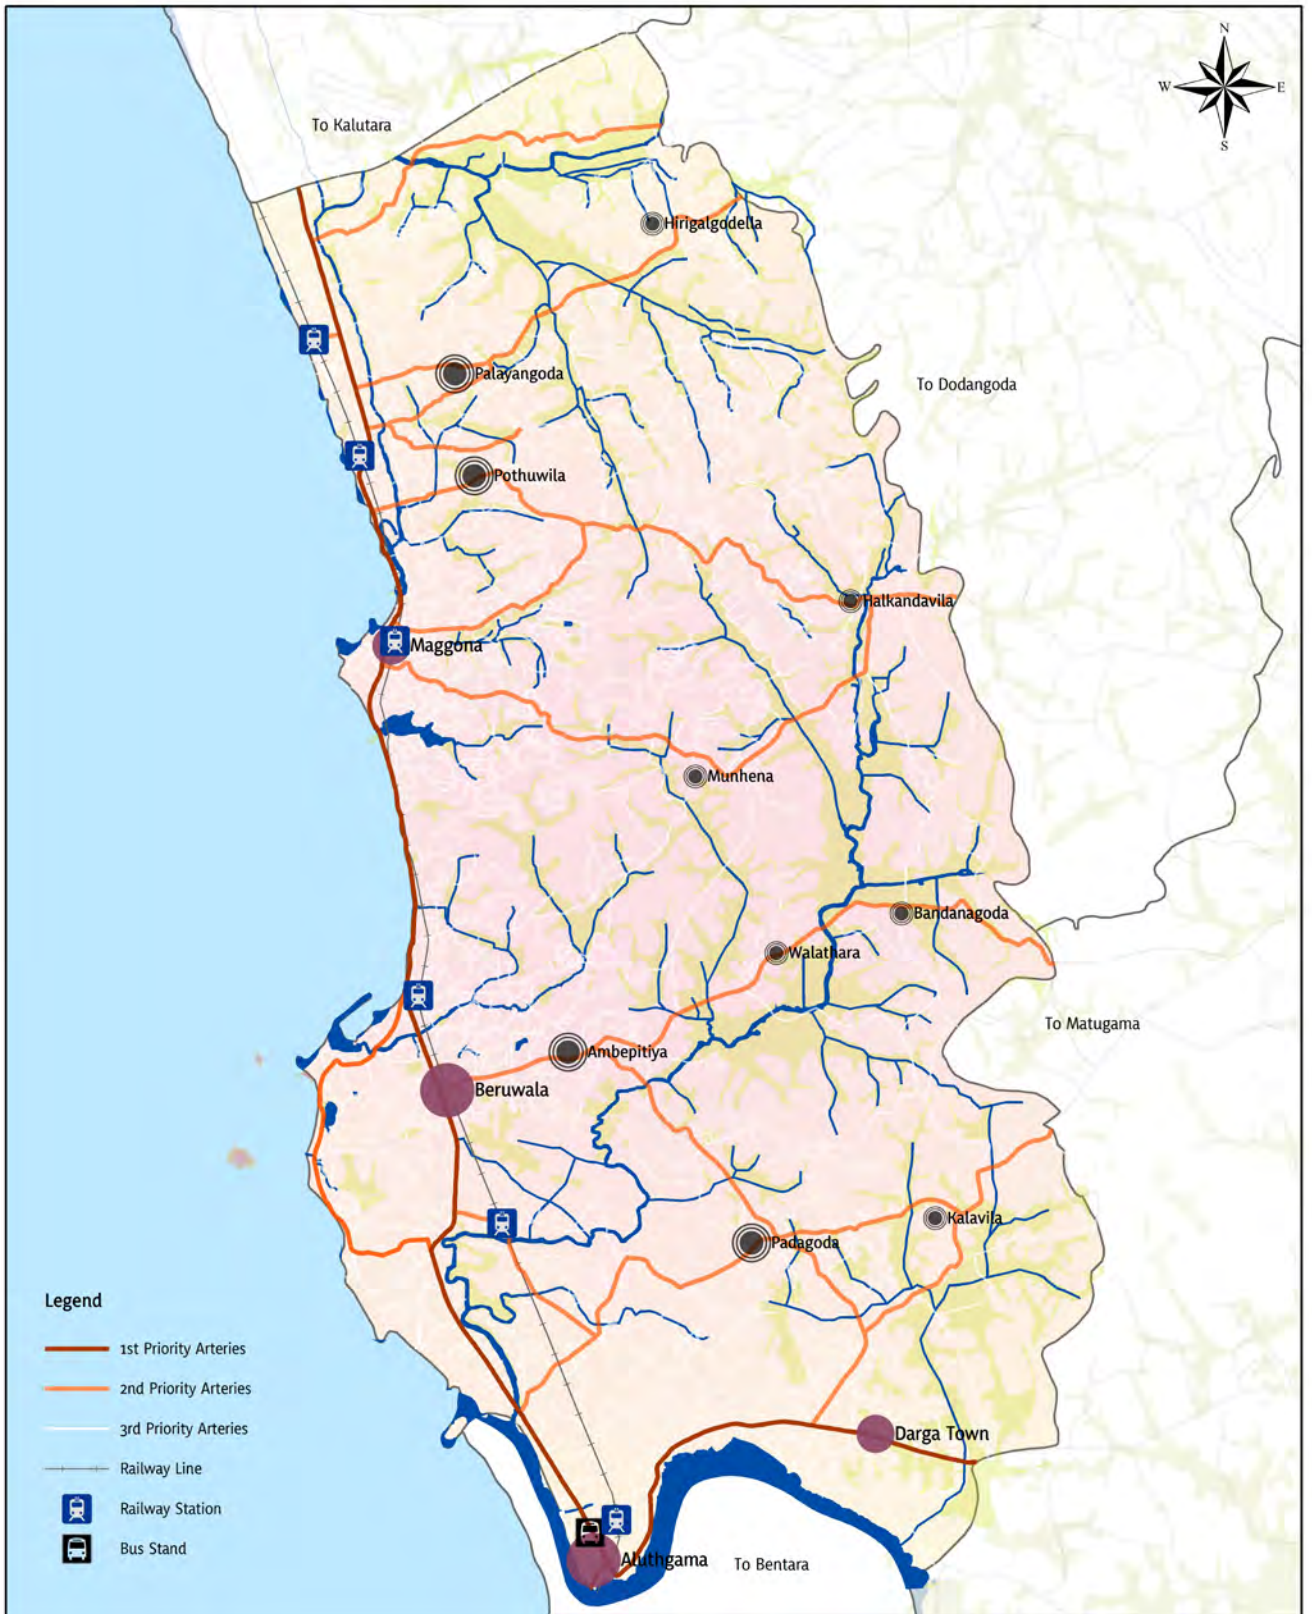 N
W
E
S
To Kalutara
Hirigalgodella
Palayangoda
To Dodangoda
Pothuwila
Halkandavila
Maggona
Munhena
Bandanagoda
Walathara
To Matugama
Ambepitiya
Beruwala
Kalavila
Padagoda
Legend
1st Priority Arteries
2nd Priority Arteries
3rd Priority Arteries
Railway Line
Railway Station
Bus Stand
Darga Town
Aluthgama
To Bentara